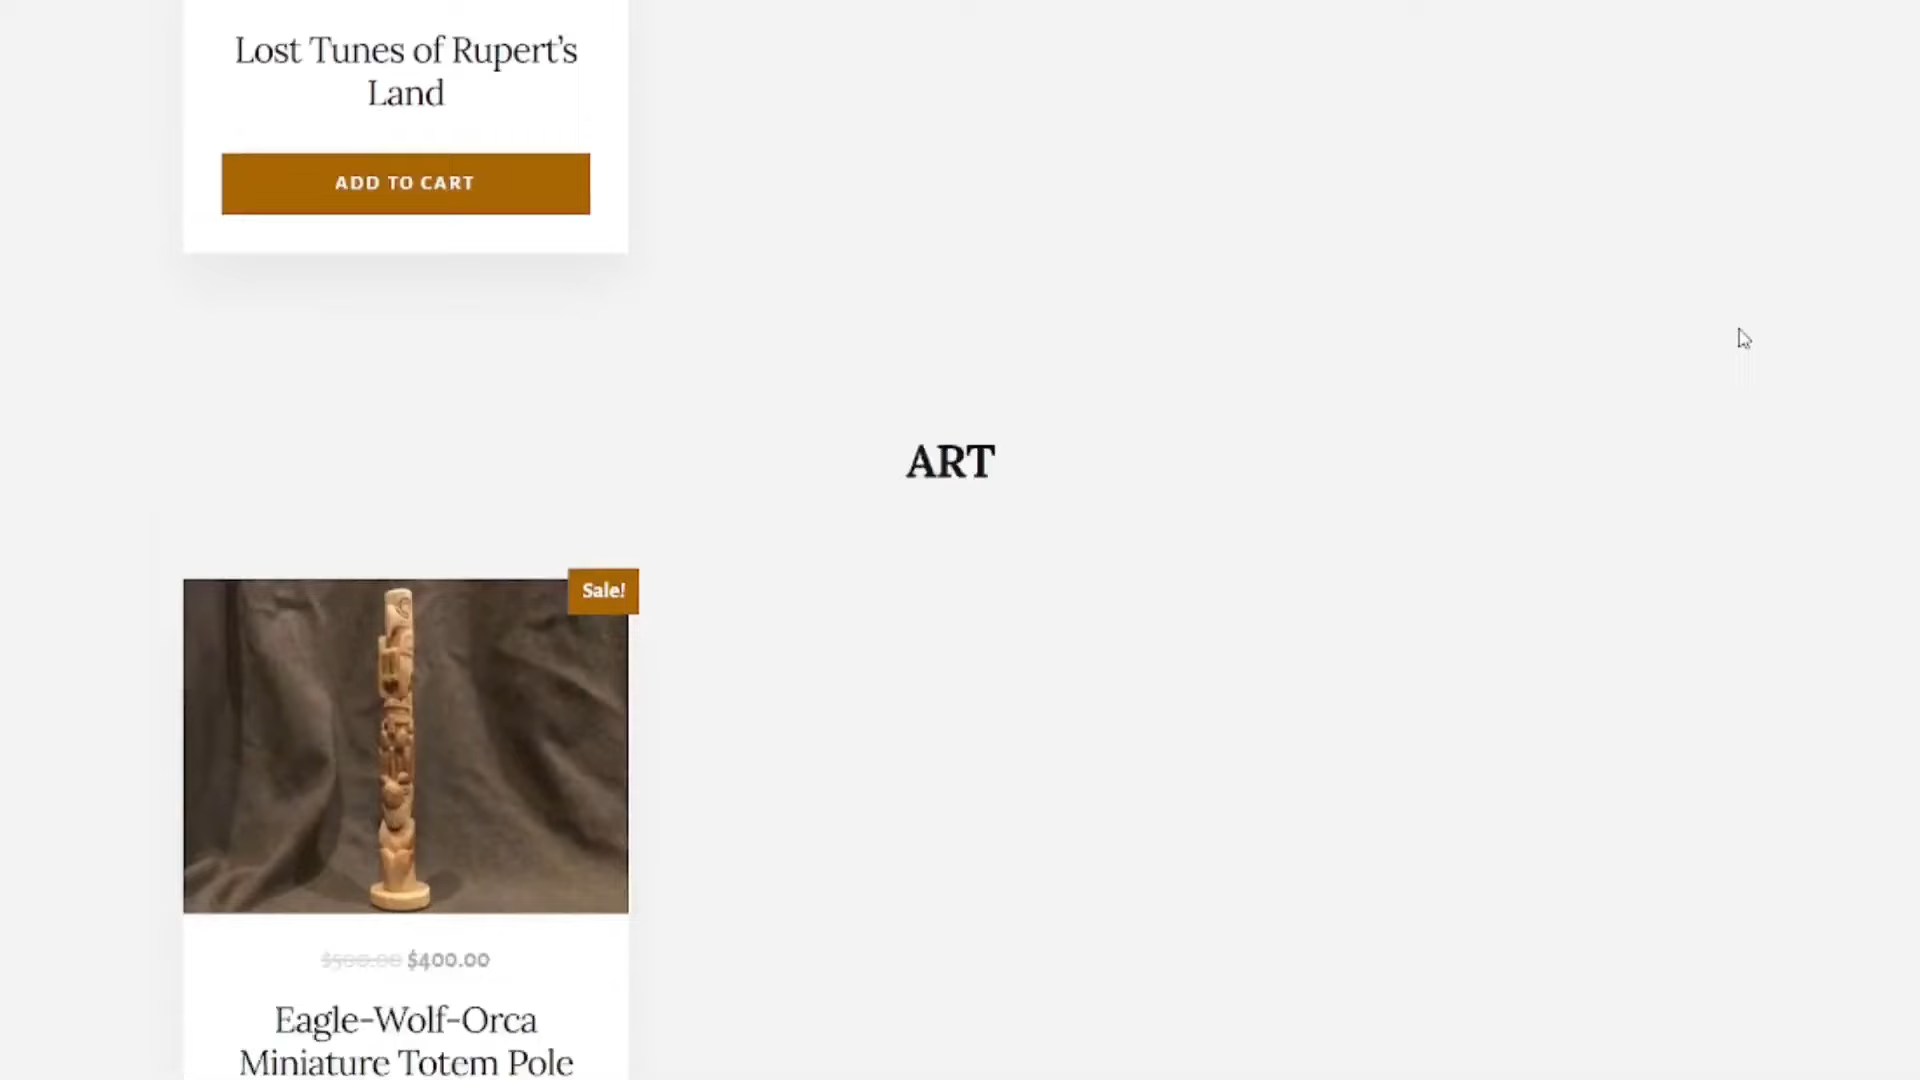 Lost Tunes of Rupert’s
Land
ADD TO CART
ART
Sale!
$500.00 $400.00
Eagle-Wolf-Orca
Miniature Totem Pole